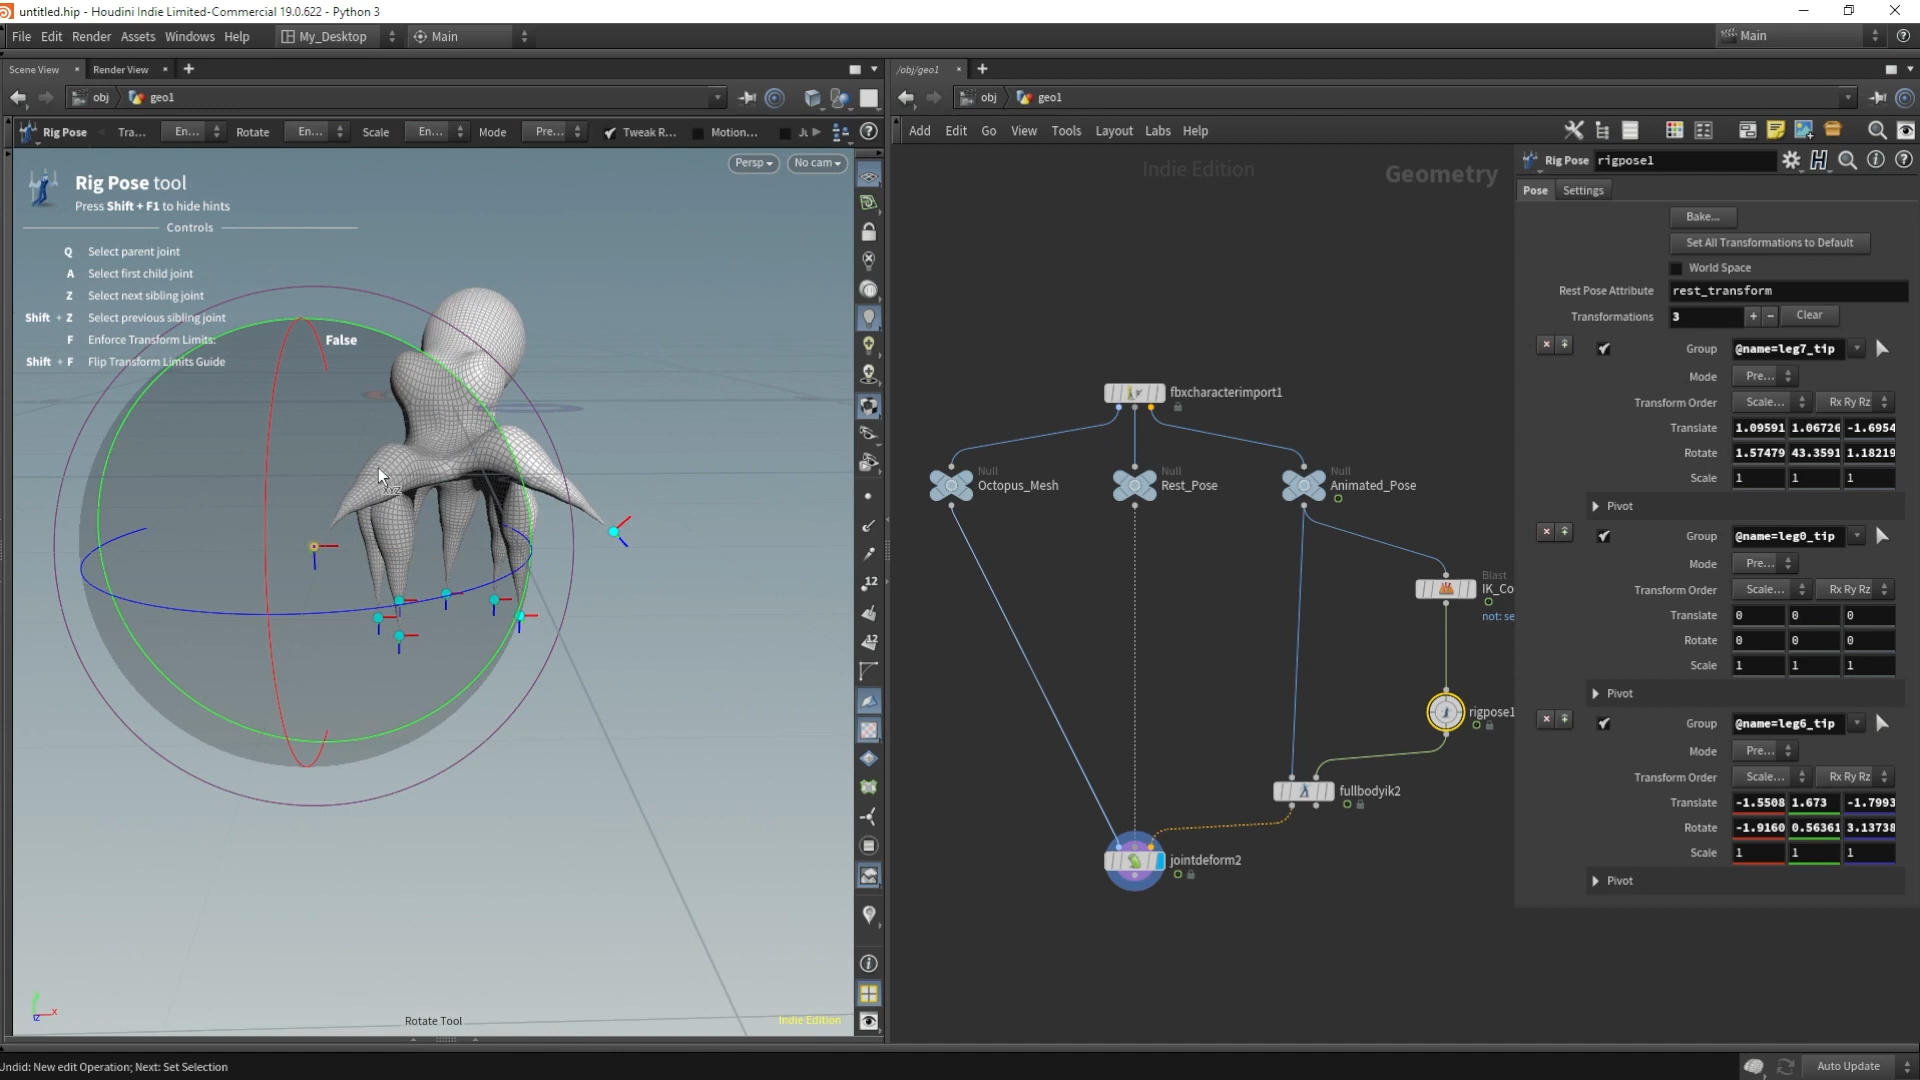 untitled.hip - Houdini Indie Limited-Commercial 19.0.622 - Python 3
File Edit Render Assets Windows Help My_Desktop Main Main
Scene View Render View
obj geo1
Rig Pose Tra... En... Rotate En... Scale En... Mode Pre... Tweak R... Motion...
Persp No cam
Rig Pose tool
Press Shift + F1 to hide hints
Controls
Q Select parent joint
A Select first child joint
Z Select next sibling joint
Shift + Z Select previous sibling joint
F Enforce Transform Limits: False
Shift + F Flip Transform Limits Guide
12
12
Rotate Tool
Indie Edition
/obj/geo1
obj geo1
Add Edit Go View Tools Layout Labs Help
Indie Edition
Geometry
fbxcharacterimport1
Null
Octopus_Mesh
Null
Rest_Pose
Null
Animated_Pose
Blast
IK_Co
not: se
rigpose1
fullbodyik2
jointdeform2
Rig Pose rigpose1
Pose Settings
Bake...
Set All Transformations to Default
World Space
Rest Pose Attribute rest_transform
Transformations 3 + - Clear
Group @name=leg7_tip
Mode Pre...
Transform Order Scale... Rx Ry Rz
Translate 1.09591 1.06726 -1.6954
Rotate 1.57479 43.3591 1.18219
Scale 1 1 1
Pivot
Group @name=leg0_tip
Mode Pre...
Transform Order Scale... Rx Ry Rz
Translate 0 0 0
Rotate 0 0 0
Scale 1 1 1
Pivot
Group @name=leg6_tip
Mode Pre...
Transform Order Scale... Rx Ry Rz
Translate -1.5508 1.673 -1.7993
Rotate -1.9160 0.56361 3.13738
Scale 1 1 1
Pivot
Undid: New edit Operation; Next: Set Selection
Auto Update